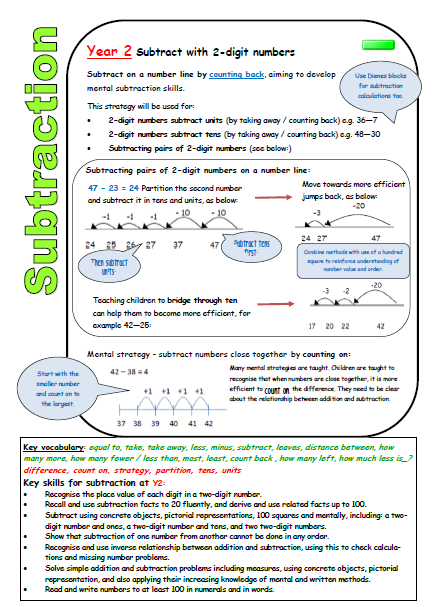 Subtraction
Year 2 Subtract with 2-digit numbers
Subtract on a number line by counting back, aiming to develop
mental subtraction skills.
This strategy will be used for:
• 2-digit numbers subtract units (by taking away / counting back) e.g. 36—7
• 2-digit numbers subtract tens (by taking away / counting back) e.g. 48—30
• Subtracting pairs of 2-digit numbers (see below:)
Use Dienes blocks
for subtraction
calculations too.
Subtracting pairs of 2-digit numbers on a number line:
47 - 23 = 24 Partition the second number
and subtract it in tens and units, as below:
Move towards more efficient
jumps back, as below:
-1 -1 -1 - 10 - 10
24 25 26 27 37 47
Subtract tens
first.
Then subtract
units.
-20
-3
24 27 47
Combine methods with use of a hundred
square to reinforce understanding of
number value and order.
Teaching children to bridge through ten
can help them to become more efficient, for
example 42—25:
-20
-3 -2
17 20 22 42
Mental strategy - subtract numbers close together by counting on:
Start with the
smaller number
and count on to
the largest.
42 – 38 = 4
+1 +1 +1 +1
37 38 39 40 41 42
Many mental strategies are taught. Children are taught to
recognise that when numbers are close together, it is more
efficient to count on the difference. They need to be clear
about the relationship between addition and subtraction.
Key vocabulary: equal to, take, take away, less, minus, subtract, leaves, distance between, how
many more, how many fewer / less than, most, least, count back , how many left, how much less is_?
difference, count on, strategy, partition, tens, units
Key skills for subtraction at Y2:
• Recognise the place value of each digit in a two-digit number.
• Recall and use subtraction facts to 20 fluently, and derive and use related facts up to 100.
• Subtract using concrete objects, pictorial representations, 100 squares and mentally, including: a two-
digit number and ones, a two-digit number and tens, and two two-digit numbers.
• Show that subtraction of one number from another cannot be done in any order.
• Recognise and use inverse relationship between addition and subtraction, using this to check calcula-
tions and missing number problems.
• Solve simple addition and subtraction problems including measures, using concrete objects, pictorial
representation, and also applying their increasing knowledge of mental and written methods.
• Read and write numbers to at least 100 in numerals and in words.